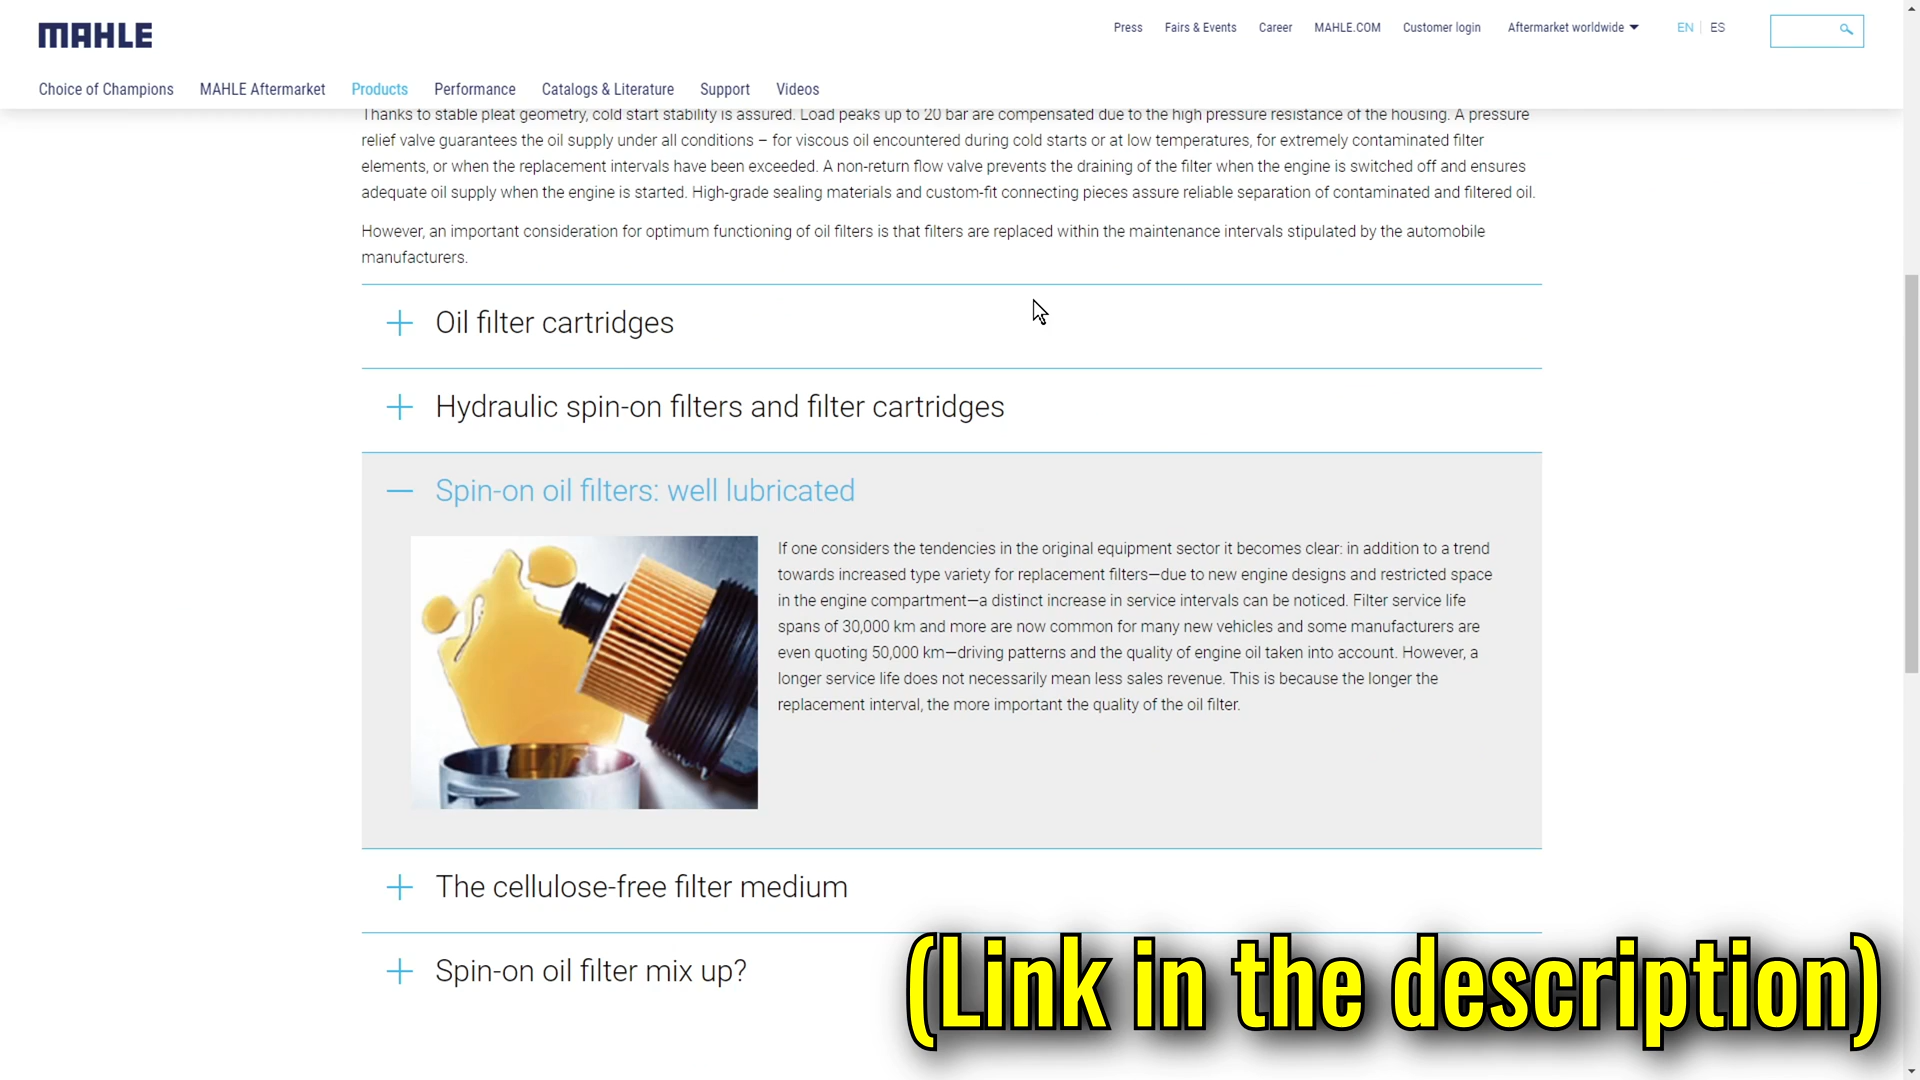 MAHLE
Press Fairs & Events Career MAHLE.COM Customer login Aftermarket worldwide EN ES
Choice of Champions MAHLE Aftermarket Products Performance Catalogs & Literature Support Videos
Thanks to stable pleat geometry, cold start stability is assured. Load peaks up to 20 bar are compensated due to the high pressure resistance of the housing. A pressure
relief valve guarantees the oil supply under all conditions – for viscous oil encountered during cold starts or at low temperatures, for extremely contaminated filter
elements, or when the replacement intervals have been exceeded. A non-return flow valve prevents the draining of the filter when the engine is switched off and ensures
adequate oil supply when the engine is started. High-grade sealing materials and custom-fit connecting pieces assure reliable separation of contaminated and filtered oil.
However, an important consideration for optimum functioning of oil filters is that filters are replaced within the maintenance intervals stipulated by the automobile
manufacturers.
Oil filter cartridges
Hydraulic spin-on filters and filter cartridges
Spin-on oil filters: well lubricated
If one considers the tendencies in the original equipment sector it becomes clear: in addition to a trend
towards increased type variety for replacement filters—due to new engine designs and restricted space
in the engine compartment—a distinct increase in service intervals can be noticed. Filter service life
spans of 30,000 km and more are now common for many new vehicles and some manufacturers are
even quoting 50,000 km—driving patterns and the quality of engine oil taken into account. However, a
longer service life does not necessarily mean less sales revenue. This is because the longer the
replacement interval, the more important the quality of the oil filter.
The cellulose-free filter medium
Spin-on oil filter mix up?
(Link in the description)